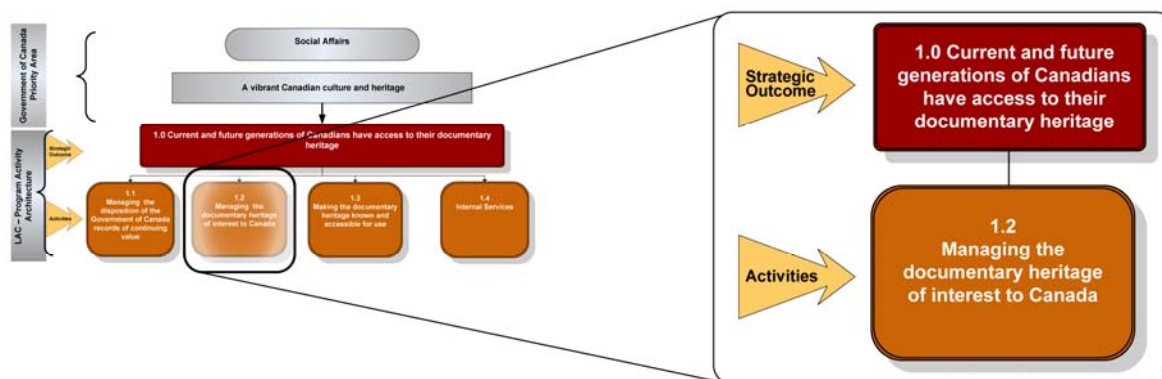 Government of Canada
Priority Area
Social Affairs
A vibrant Canadian culture and heritage
LAC – Program Activity
Architecture
Strategic
Outcome
1.0 Current and future generations of Canadians have access to their documentary
heritage
Activities
1.1
Managing the
disposition of the
Government of Canada
records of continuing
value
1.2
Managing the
documentary heritage
of interest to Canada
1.3
Making the documentary
heritage known and
accessible for use
1.4
Internal Services
Strategic
Outcome
1.0 Current and future
generations of Canadians
have access to their
documentary heritage
Activities
1.2
Managing the
documentary heritage
of interest to Canada